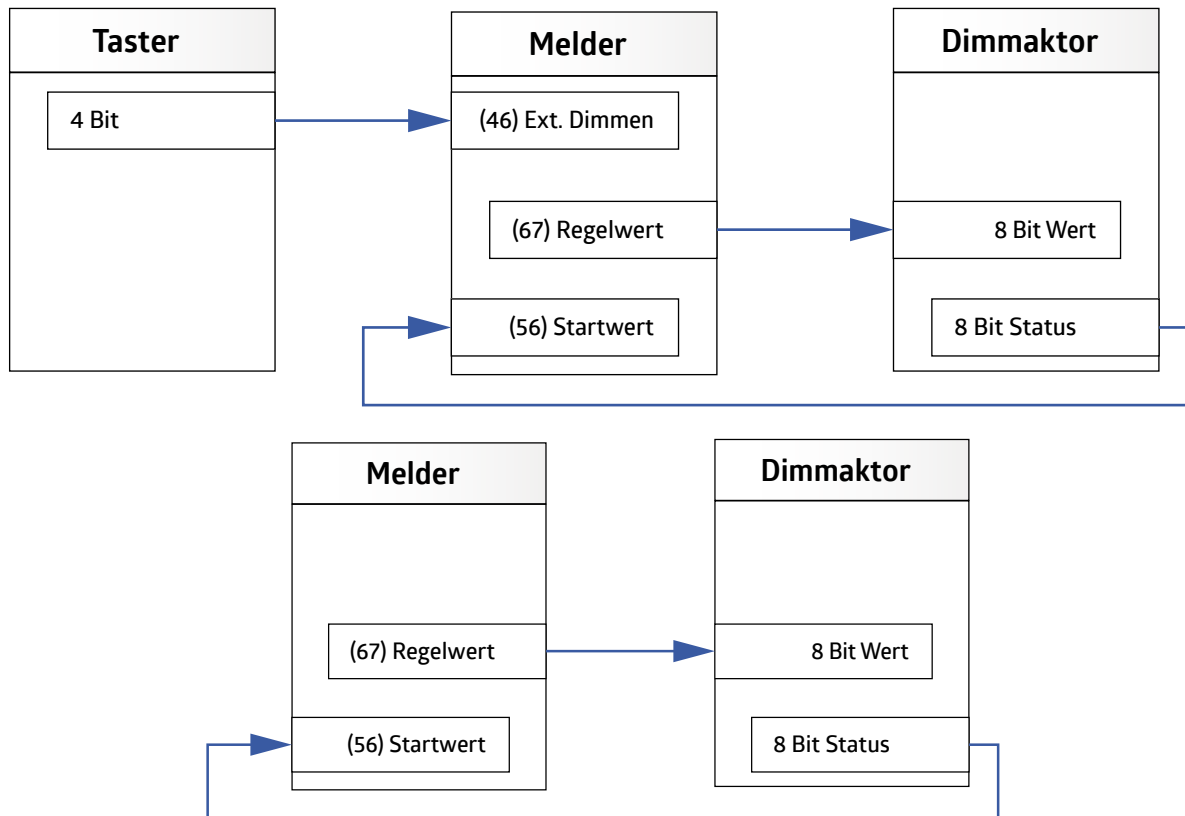 Taster
Melder
Dimmaktor
4 Bit
(46) Ext. Dimmen
(67) Regelwert
8 Bit Wert
(56) Startwert
8 Bit Status
Melder
Dimmaktor
(67) Regelwert
8 Bit Wert
(56) Startwert
8 Bit Status